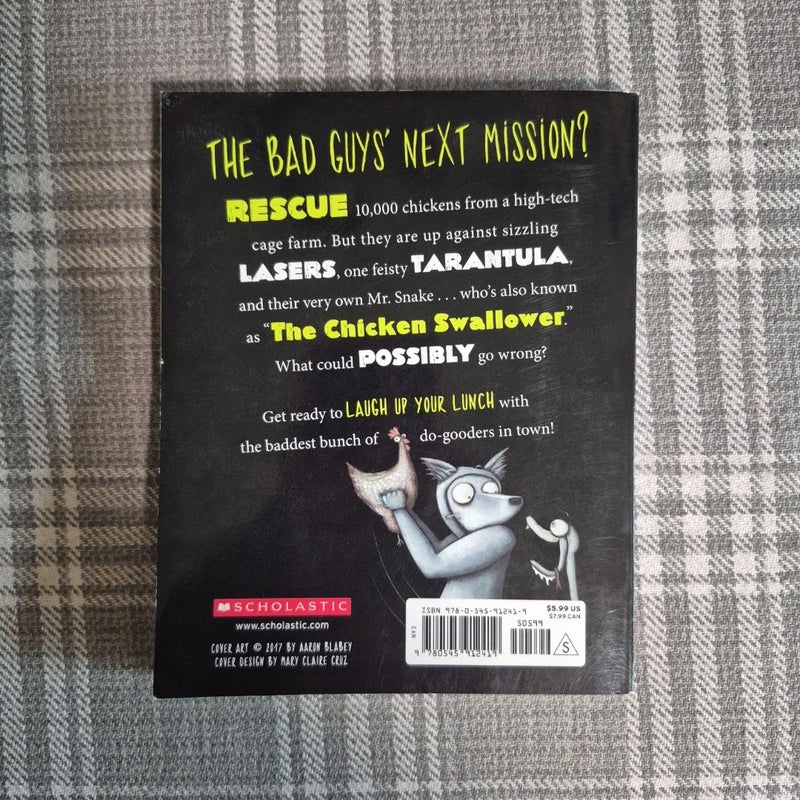 THE BAD GUYS' NEXT MISSION?
RESCUE 10,000 chickens from a high-tech
cage farm. But they are up against sizzling
LASERS, one feisty TARANTULA,
and their very own Mr. Snake . . . who's also known
as “The Chicken Swallower.”
What could POSSIBLY go wrong?
Get ready to LAUGH UP YOUR LUNCH with
the baddest bunch of do-gooders in town!
SCHOLASTIC
www.scholastic.com
COVER ART © 2017 BY AARON BLABEY
COVER DESIGN BY MARY CLAIRE CRUZ
ISBN 978-0-545-91241-9
$5.99 US
$7.99 CAN
50599
EAN
9 780545 912419
S